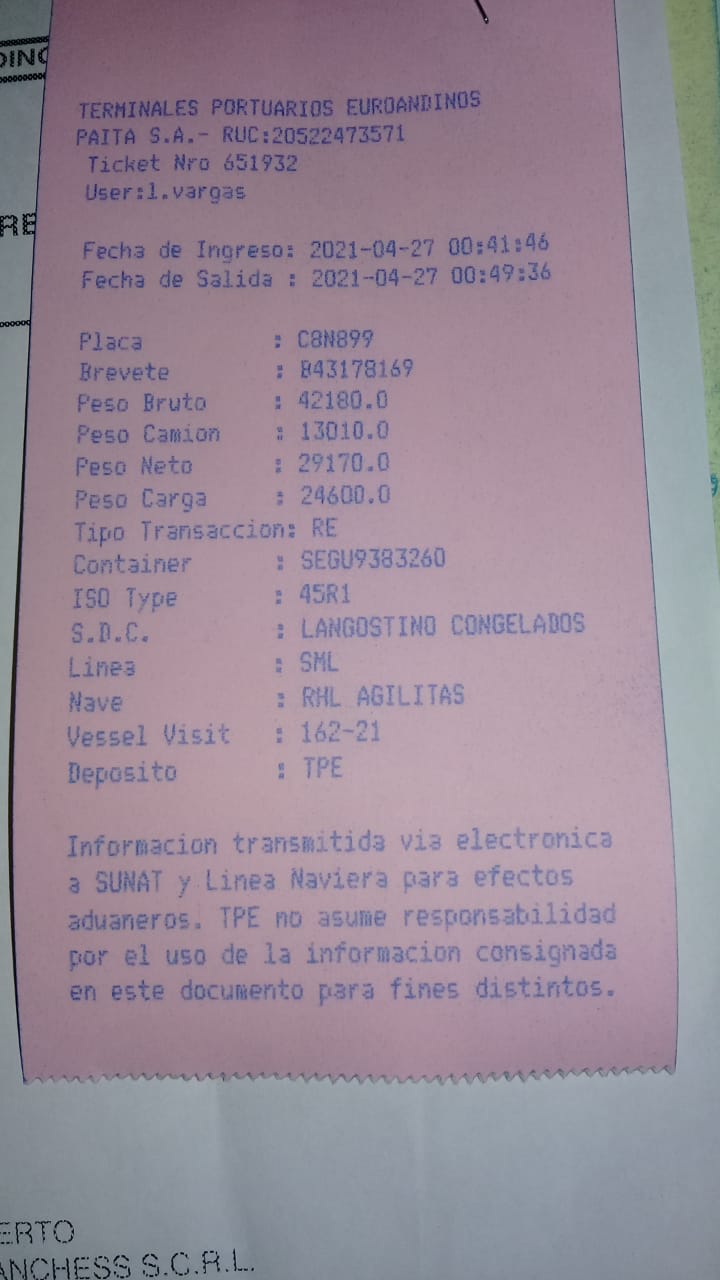 TERMINALES PORTUARIOS EUROANDINOS
PAITA S.A.- RUC:20522473571
Ticket Nro 651932
User:l.vargas
Fecha de Ingreso: 2021-04-27 00:41:46
Fecha de Salida : 2021-04-27 00:49:36
Placa : C8N899
Brevete : B43178169
Peso Bruto : 42180.0
Peso Camion : 13010.0
Peso Neto : 29170.0
Peso Carga : 24600.0
Tipo Transaccion: RE
Container : SEGU9383260
ISO Type : 45R1
S.D.C. : LANGOSTINO CONGELADOS
Linea : SML
Nave : RHL AGILITAS
Vessel Visit : 162-21
Deposito : TPE
Informacion transmitida via electronica
a SUNAT y Linea Naviera para efectos
aduaneros. TPE no asume responsabilidad
por el uso de la informacion consignada
en este documento para fines distintos.
ERTO
ANCHESS S.C.R.L.